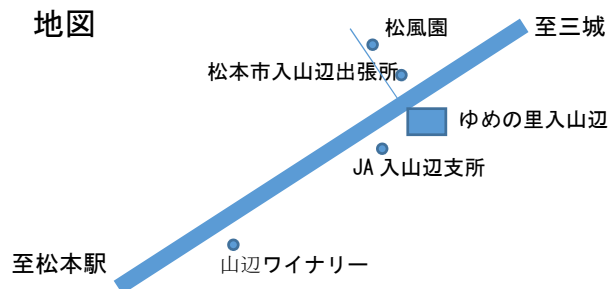 地図
松風園
至三城
松本市入山辺出張所
ゆめの里入山辺
JA 入山辺支所
至松本駅
山辺ワイナリー